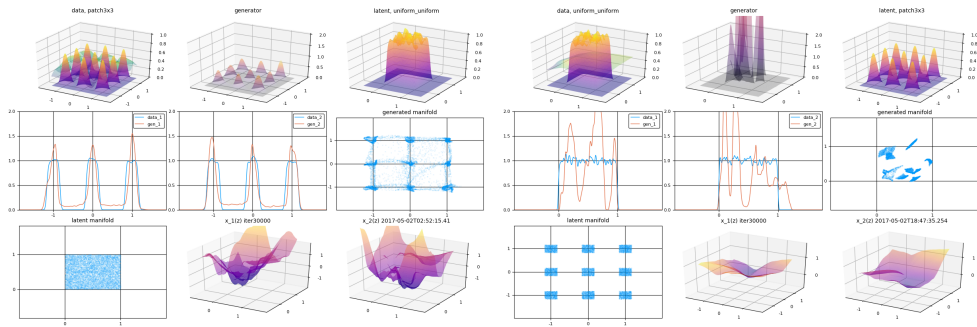 data, patch3x3
generator
latent, uniform_uniform
data, uniform_uniform
generator
latent, patch3x3
data_1
gen_1
data_2
gen_2
generated manifold
data_1
gen_2
data_2
gen_2
generated manifold
latent manifold
x_1(z) iter30000
x_2(z) 2017-05-02T02:52:15.41
latent manifold
x_1(z) iter30000
x_2(z) 2017-05-02T18:47:35.254